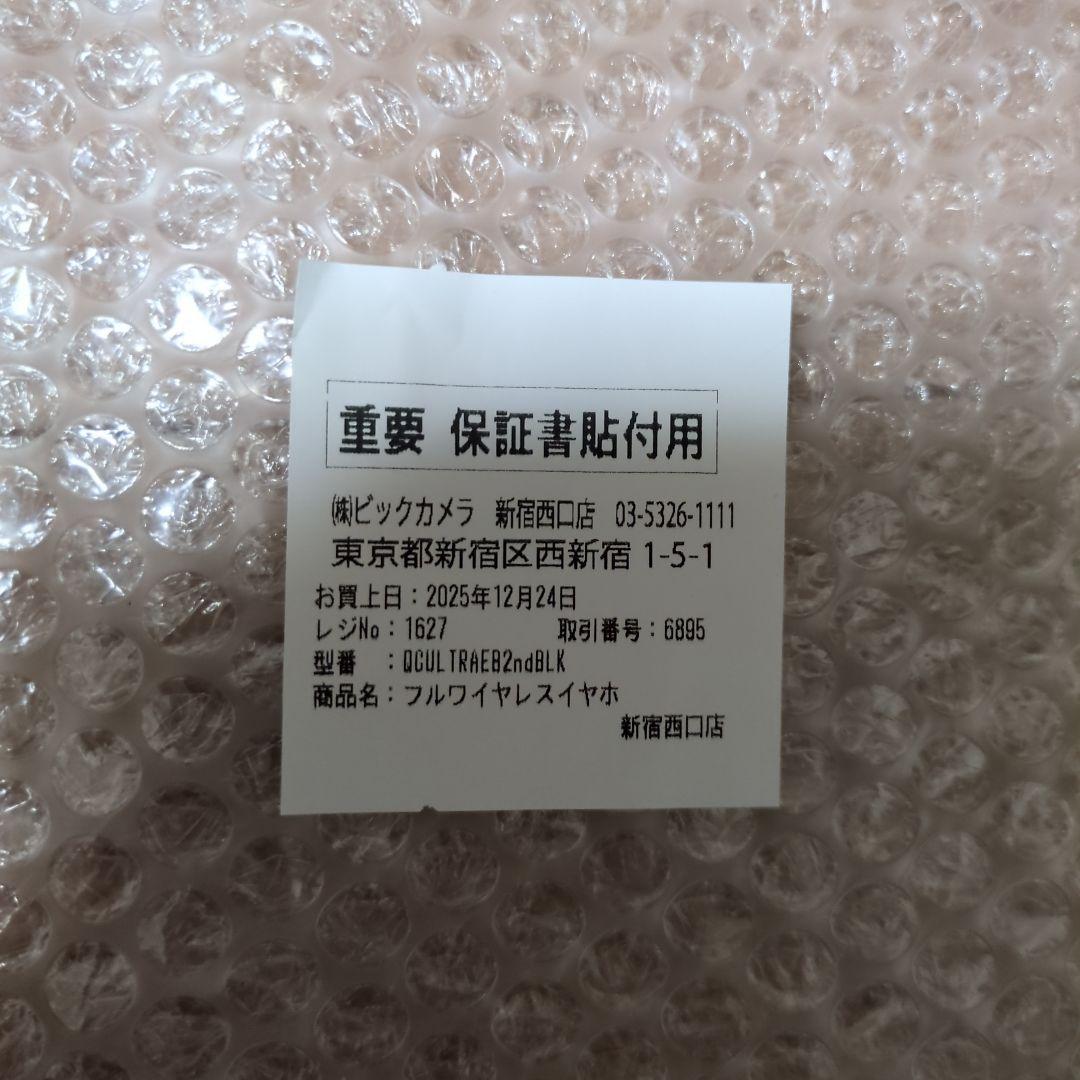 重要 保証書貼付用
㈱ビックカメラ 新宿西口店 03-5326-1111
東京都新宿区西新宿 1-5-1
お買上日：2025年12月24日
レジNo：1627 取引番号：6895
型番 ：QCULTRAEB2ndBLK
商品名：フルワイヤレスイヤホ
新宿西口店